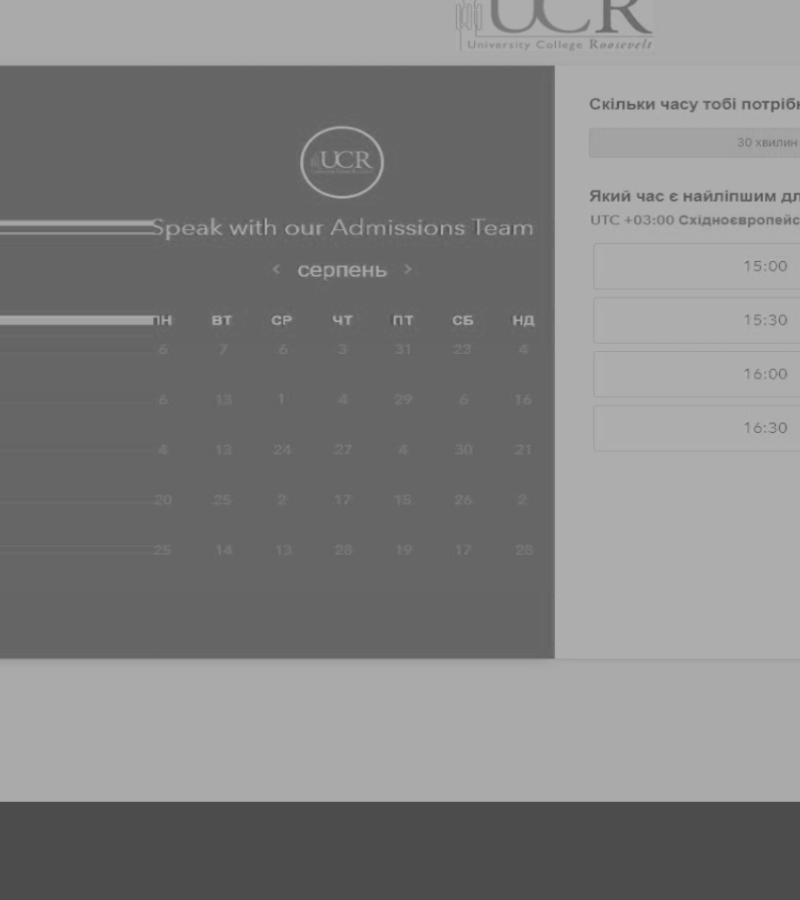 UCR
University College Roosevelt
UCR
Speak with our Admissions Team
< серпень >
ПН ВТ СР ЧТ ПТ СБ НД
6 7 6 3 31 23 4
6 13 1 4 29 6 16
4 13 24 27 4 30 21
20 25 2 17 15 26 2
25 14 13 28 19 17 28
Скільки часу тобі потрібн
30 хвилин
Який час є найліпшим дл
UTC +03:00 Східноєвропейс
15:00
15:30
16:00
16:30